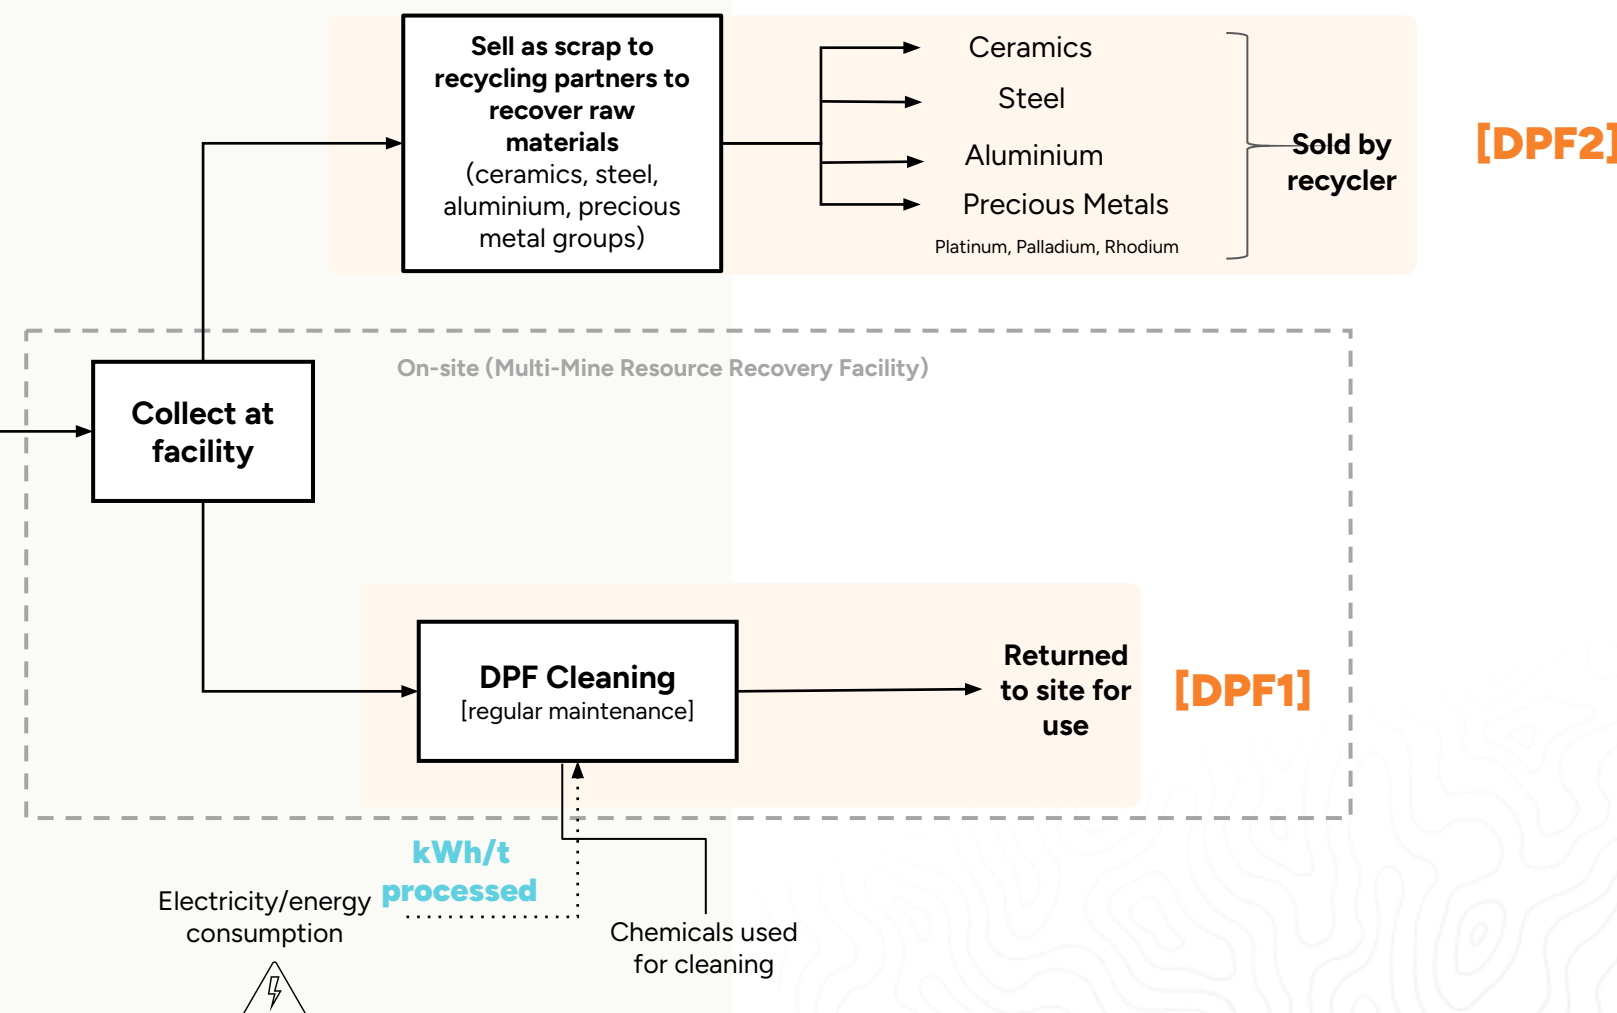 Sell as scrap to
recycling partners to
recover raw
materials
(ceramics, steel,
aluminium, precious
metal groups)
Ceramics
Steel
Aluminium
Precious Metals
Platinum, Palladium, Rhodium
Sold by
recycler
[DPF2]
On-site (Multi-Mine Resource Recovery Facility)
Collect at
facility
DPF Cleaning
[regular maintenance]
Returned
to site for
use
[DPF1]
kWh/t
processed
Electricity/energy
consumption
Chemicals used
for cleaning